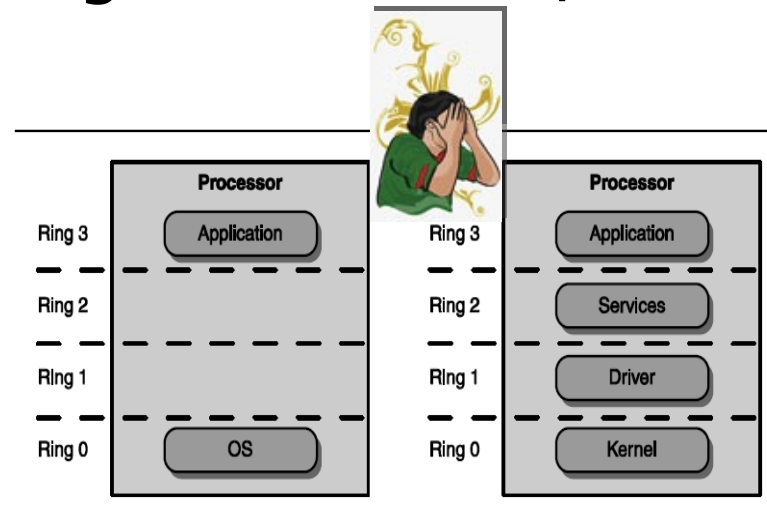 Processor
Ring 3 Application
Ring 2
RIng 1
Ring 0 OS
Processor
Ring 3 Application
Ring 2 Services
RIng 1 Driver
Ring 0 Kernel